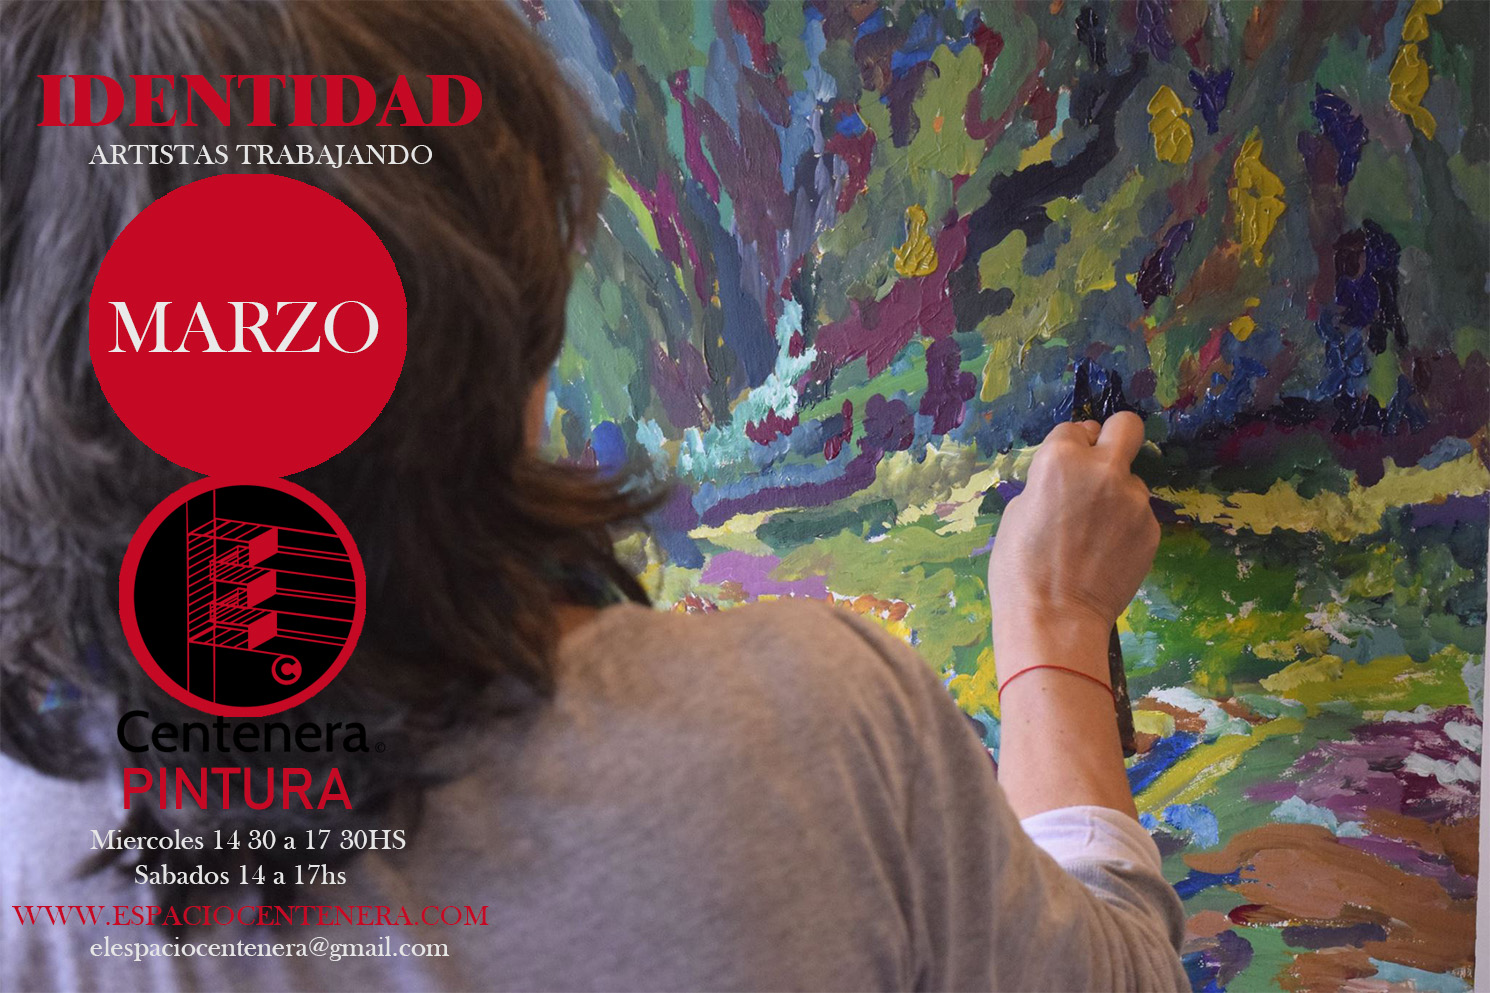 IDENTIDAD
ARTISTAS TRABAJANDO
MARZO
C
Centenera©
PINTURA
Miercoles 14 30 a 17 30HS
Sabados 14 a 17hs
WWW.ESPACIOCENTENERA.COM
elespaciocentenera@gmail.com